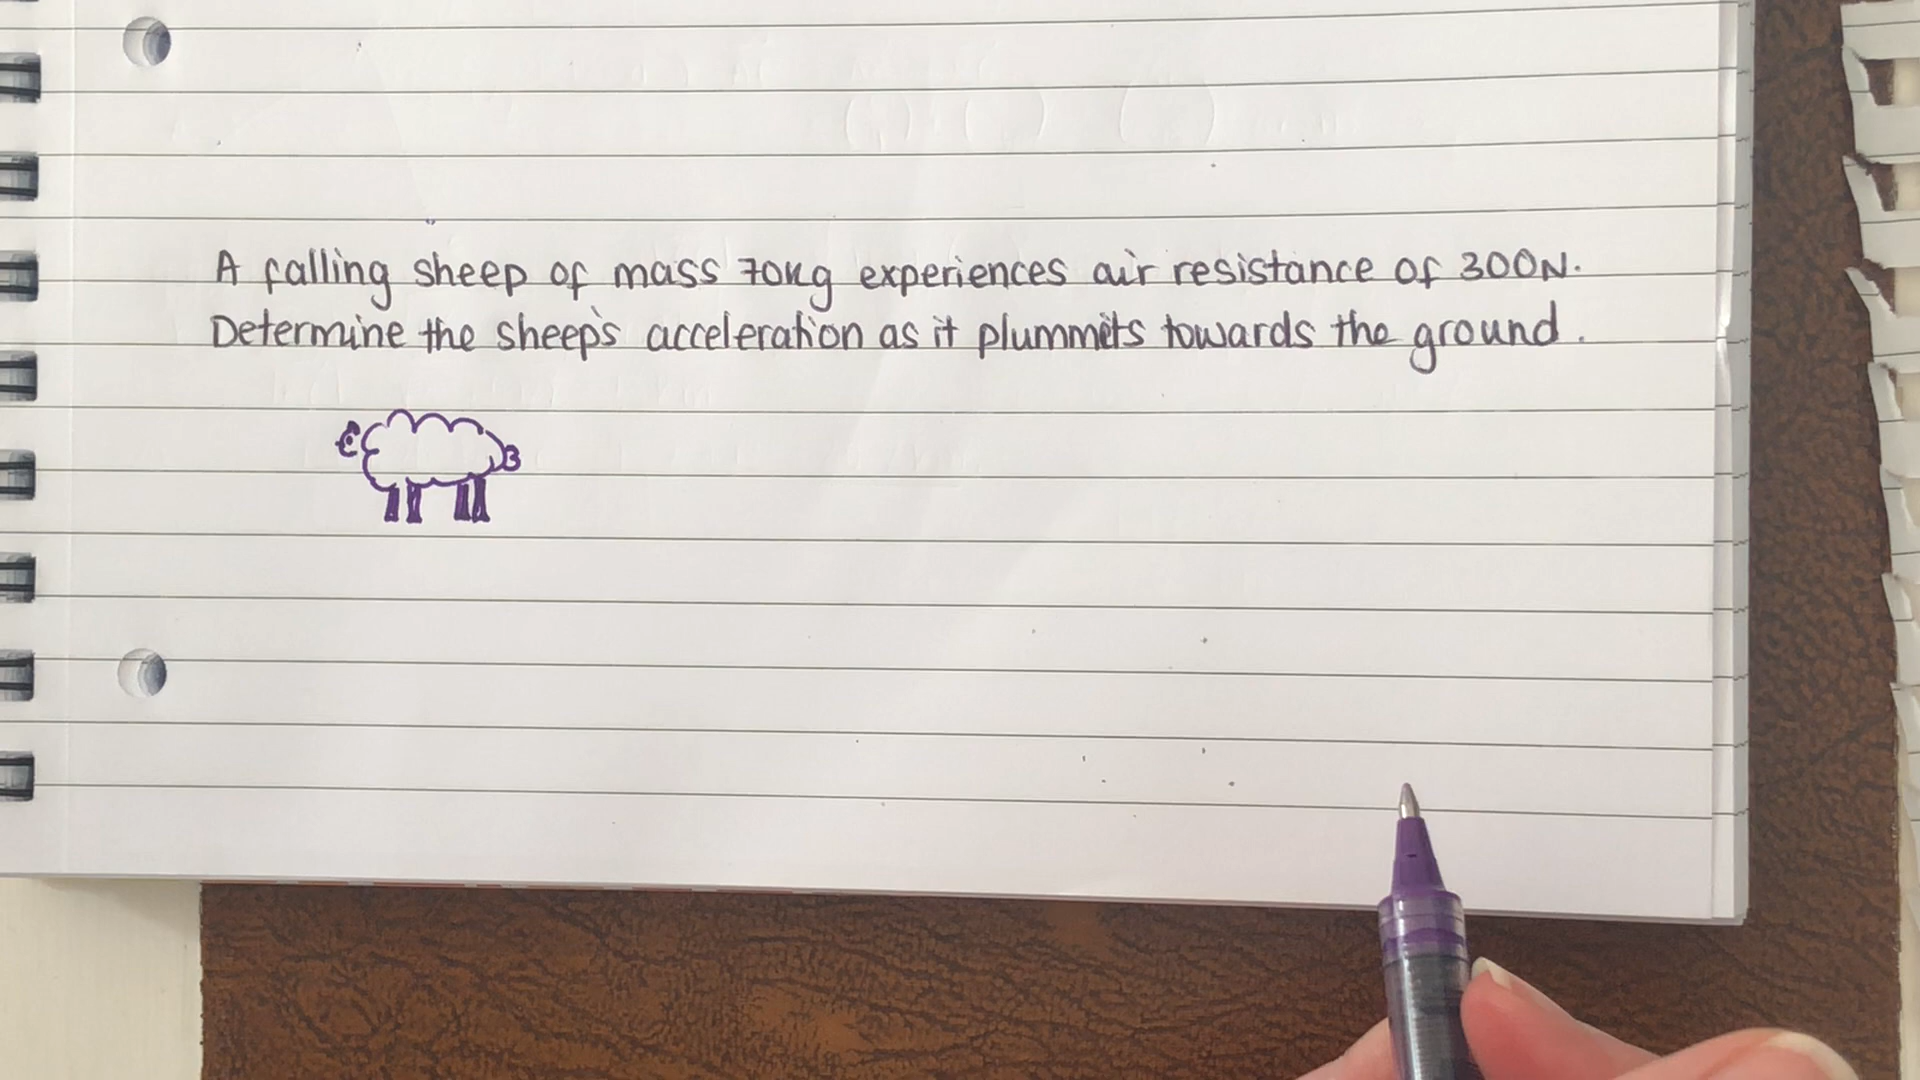 A falling sheep of mass 70kg experiences air resistance of 300N.
Determine the sheep's acceleration as it plummets towards the ground.